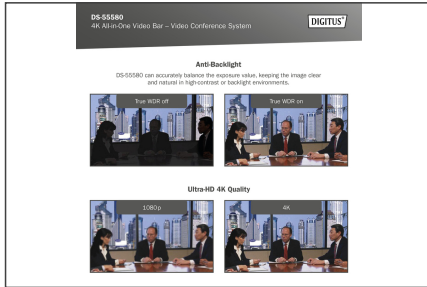 DS-55580
4K All-in-One Video Bar – Video Conference System
DIGITUS®
Anti-Backlight
DS-55580 can accurately balance the exposure value, keeping the image clear
and natural in high-contrast or backlight environments.
True WDR off
True WDR on
Ultra-HD 4K Quality
1080p
4K